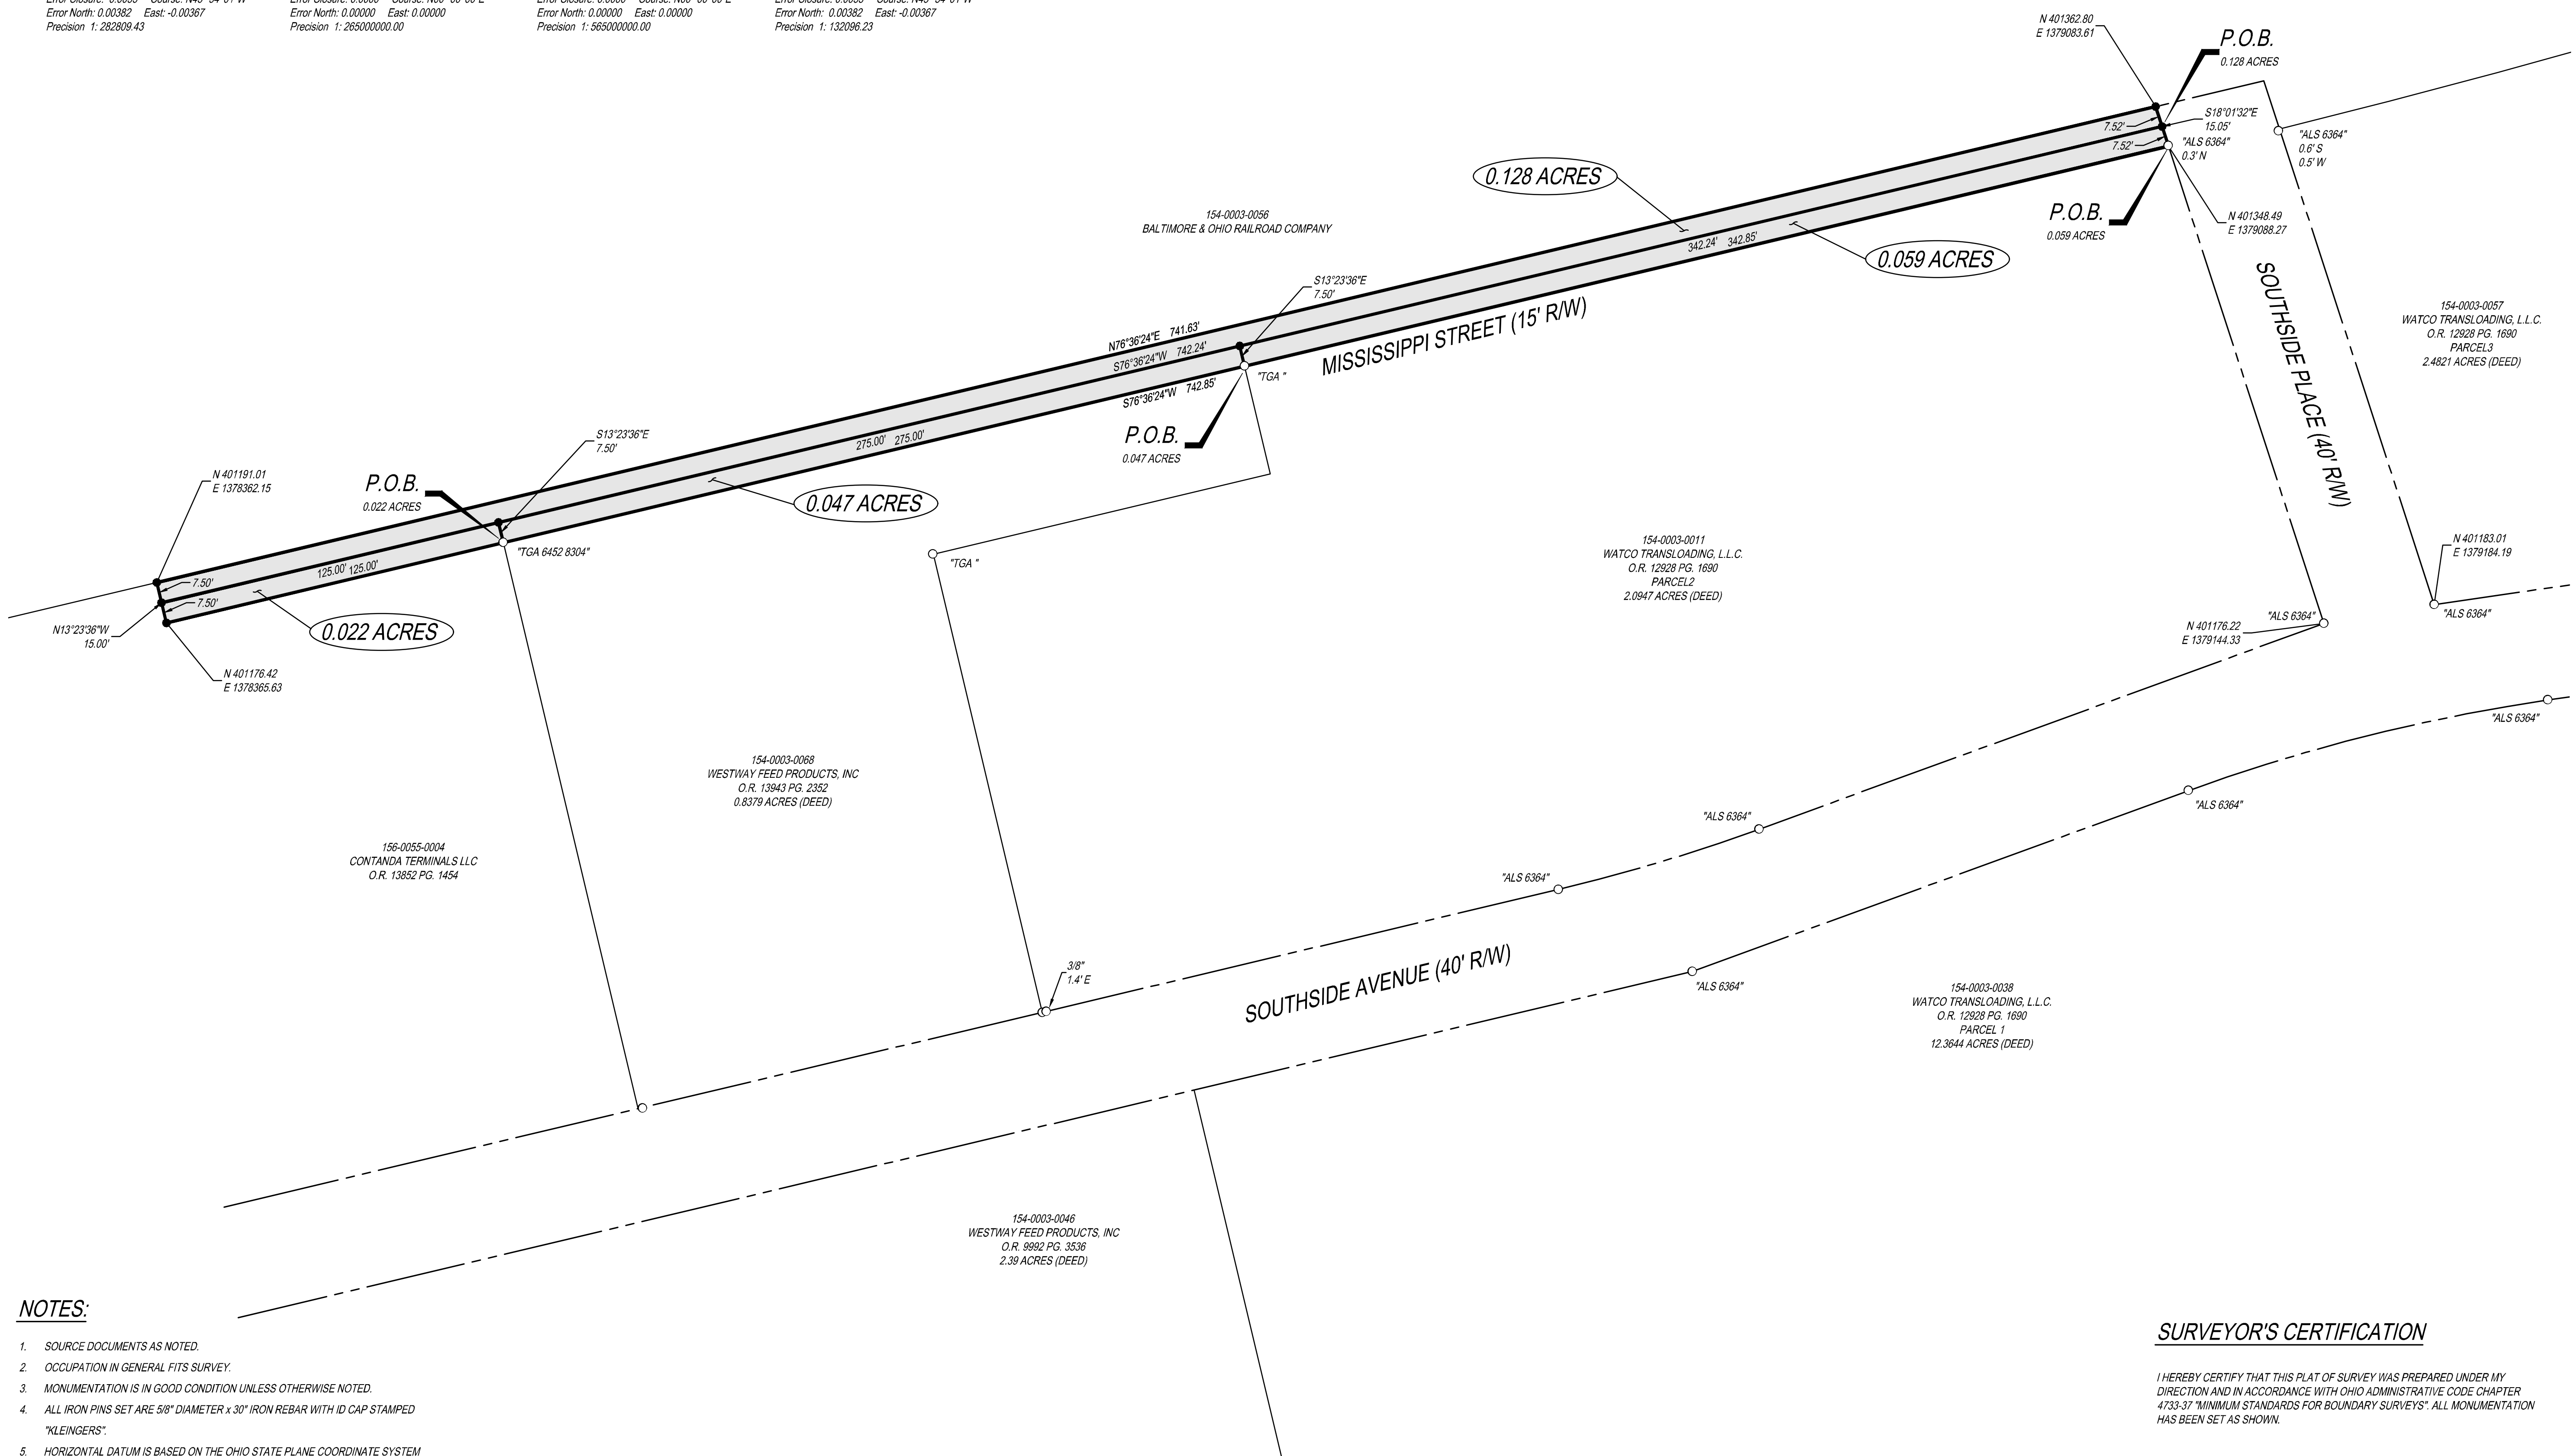 Error North: 0.00382 East: -0.00367
Precision 1: 282809.43
Error North: 0.00000 East: 0.00000
Precision 1: 265000000.00
Error North: 0.00000 East: 0.00000
Precision 1: 565000000.00
Error North: 0.00382 East: -0.00367
Precision 1: 132096.23
N 401362.80
E 1379083.61
P.O.B.
0.128 ACRES
S18°01'32"E
15.05'
7.52'
7.52'
"ALS 6364"
0.3' N
"ALS 6364"
0.6' S
0.5' W
0.128 ACRES
154-0003-0056
BALTIMORE & OHIO RAILROAD COMPANY
P.O.B.
0.059 ACRES
N 401348.49
E 1379088.27
342.24' 342.85'
0.059 ACRES
S13°23'36"E
7.50'
SOUTHSIDE PLACE (40' R/W)
154-0003-0057
WATCO TRANSLOADING, L.L.C.
O.R. 12928 PG. 1690
PARCEL3
2.4821 ACRES (DEED)
N76°36'24"E 741.63'
S76°36'24"W 742.24'
S76°36'24"W 742.85'
MISSISSIPPI STREET (15' R/W)
"TGA "
P.O.B.
0.047 ACRES
S13°23'36"E
7.50'
275.00' 275.00'
N 401191.01
E 1378362.15
P.O.B.
0.022 ACRES
0.047 ACRES
"TGA 6452 8304"
"TGA "
125.00' 125.00'
7.50'
7.50'
N13°23'36"W
15.00'
0.022 ACRES
N 401176.42
E 1378365.63
154-0003-0011
WATCO TRANSLOADING, L.L.C.
O.R. 12928 PG. 1690
PARCEL2
2.0947 ACRES (DEED)
N 401183.01
E 1379184.19
"ALS 6364"
"ALS 6364"
N 401176.22
E 1379144.33
"ALS 6364"
154-0003-0068
WESTWAY FEED PRODUCTS, INC
O.R. 13943 PG. 2352
0.8379 ACRES (DEED)
"ALS 6364"
"ALS 6364"
156-0055-0004
CONTANDA TERMINALS LLC
O.R. 13852 PG. 1454
"ALS 6364"
3/8"
1.4' E
SOUTHSIDE AVENUE (40' R/W)
"ALS 6364"
154-0003-0038
WATCO TRANSLOADING, L.L.C.
O.R. 12928 PG. 1690
PARCEL 1
12.3644 ACRES (DEED)
154-0003-0046
WESTWAY FEED PRODUCTS, INC
O.R. 9992 PG. 3536
2.39 ACRES (DEED)
NOTES:
1. SOURCE DOCUMENTS AS NOTED.
2. OCCUPATION IN GENERAL FITS SURVEY.
3. MONUMENTATION IS IN GOOD CONDITION UNLESS OTHERWISE NOTED.
4. ALL IRON PINS SET ARE 5/8" DIAMETER x 30" IRON REBAR WITH ID CAP STAMPED
"KLEINGERS".
5. HORIZONTAL DATUM IS BASED ON THE OHIO STATE PLANE COORDINATE SYSTEM
SURVEYOR'S CERTIFICATION
I HEREBY CERTIFY THAT THIS PLAT OF SURVEY WAS PREPARED UNDER MY
DIRECTION AND IN ACCORDANCE WITH OHIO ADMINISTRATIVE CODE CHAPTER
4733-37 "MINIMUM STANDARDS FOR BOUNDARY SURVEYS". ALL MONUMENTATION
HAS BEEN SET AS SHOWN.